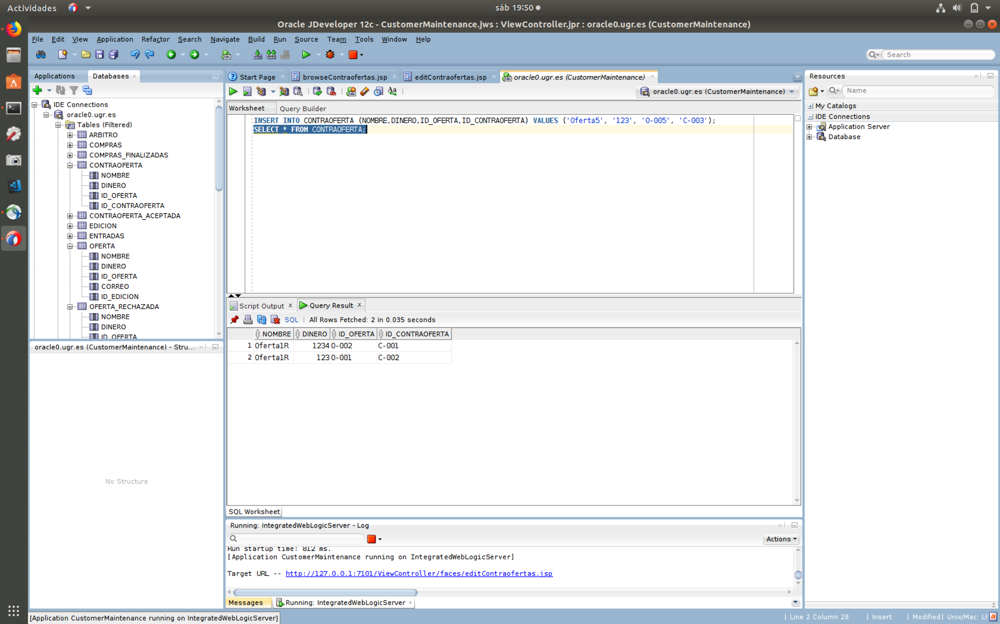 Actividades
sáb 19:50
Oracle JDeveloper 12c - CustomerMaintenance.jws : ViewController.jpr : oracle0.ugr.es (CustomerMaintenance)
File Edit View Application Refactor Search Navigate Build Run Source Team Tools Window Help
Search
Applications Databases
Start Page browseContraofertas.jsp editContraofertas.jsp oracle0.ugr.es (CustomerMaintenance)
Resources
oracle0.ugr.es (CustomerMaintenance)
Name
IDE Connections
oracle0.ugr.es
Tables (Filtered)
ARBITRO
COMPRAS
COMPRAS_FINALIZADAS
CONTRAOFERTA
NOMBRE
DINERO
ID_OFERTA
ID_CONTRAOFERTA
CONTRAOFERTA_ACEPTADA
EDICION
ENTRADAS
OFERTA
NOMBRE
DINERO
ID_OFERTA
CORREO
ID_EDICION
OFERTA_RECHAZADA
NOMBRE
DINERO
ID_OFERTA
oracle0.ugr.es (CustomerMaintenance) - Stru...
No Structure
Worksheet Query Builder
INSERT INTO CONTRAOFERTA (NOMBRE,DINERO,ID_OFERTA,ID_CONTRAOFERTA) VALUES ('Oferta5', '123', 'O-005', 'C-003');
SELECT * FROM CONTRAOFERTA;
Script Output Query Result
SQL | All Rows Fetched: 2 in 0.035 seconds
NOMBRE DINERO ID_OFERTA ID_CONTRAOFERTA
1 Oferta1R 1234 O-002 C-001
2 Oferta1R 123 O-001 C-002
SQL Worksheet
Running: IntegratedWebLogicServer - Log
Actions
Run startup time: 812 ms.
[Application CustomerMaintenance running on IntegratedWebLogicServer]
Target URL -- http://127.0.0.1:7101/ViewController/faces/editContraofertas.jsp
Messages Running: IntegratedWebLogicServer
My Catalogs
IDE Connections
Application Server
Database
[Application CustomerMaintenance running on IntegratedWebLogicServer]
Line 2 Column 28 | Insert | Modified | Unix/Mac: LF